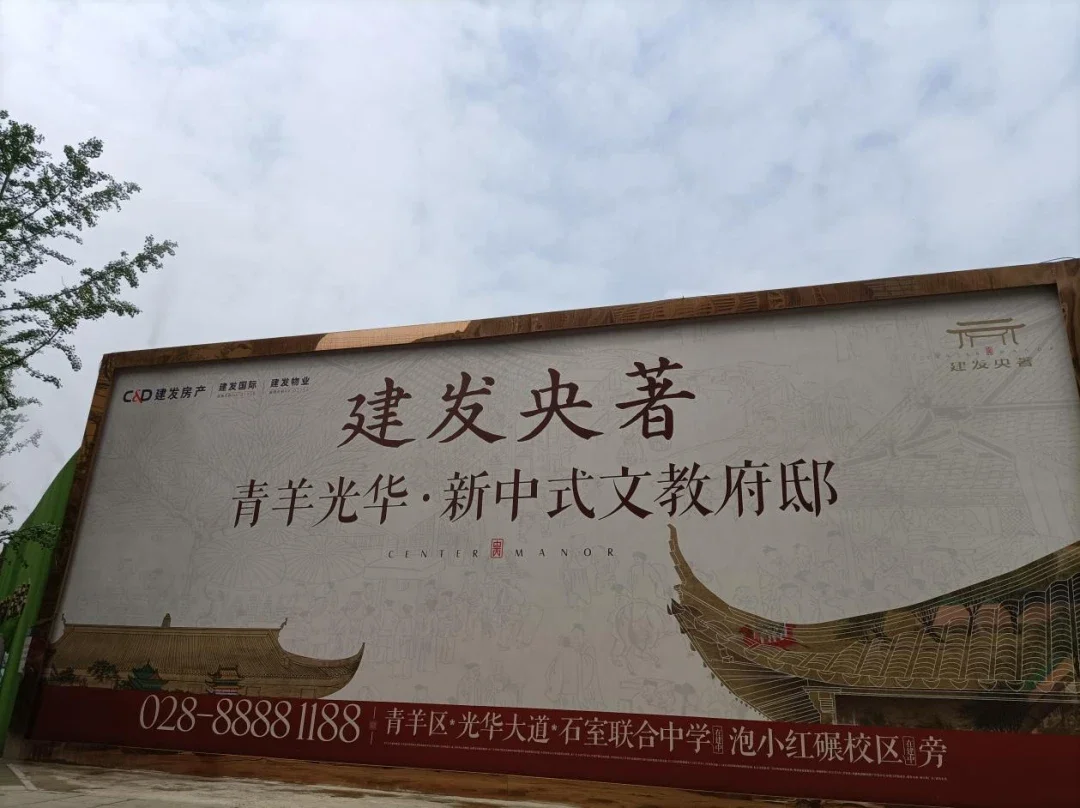 C&D 建发房产 建发国际 建发物业
建发央著
建发央著
青羊光华·新中式文教府邸
CENTER MANOR
028-8888 1188 青羊区*光华大道*石室联合中学 泡小红碾校区 旁